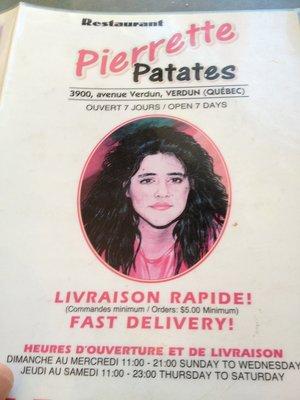 Restaurant
Pierrette
Patates
3900, avenue Verdun, VERDUN (QUÉBEC)
OUVERT 7 JOURS / OPEN 7 DAYS
LIVRAISON RAPIDE!
(Commandes minimum / Orders: $5.00 Minimum)
FAST DELIVERY!
HEURES D'OUVERTURE ET DE LIVRAISON
DIMANCHE AU MERCREDI 11:00 - 21:00 SUNDAY TO WEDNESDAY
JEUDI AU SAMEDI 11:00 - 23:00 THURSDAY TO SATURDAY